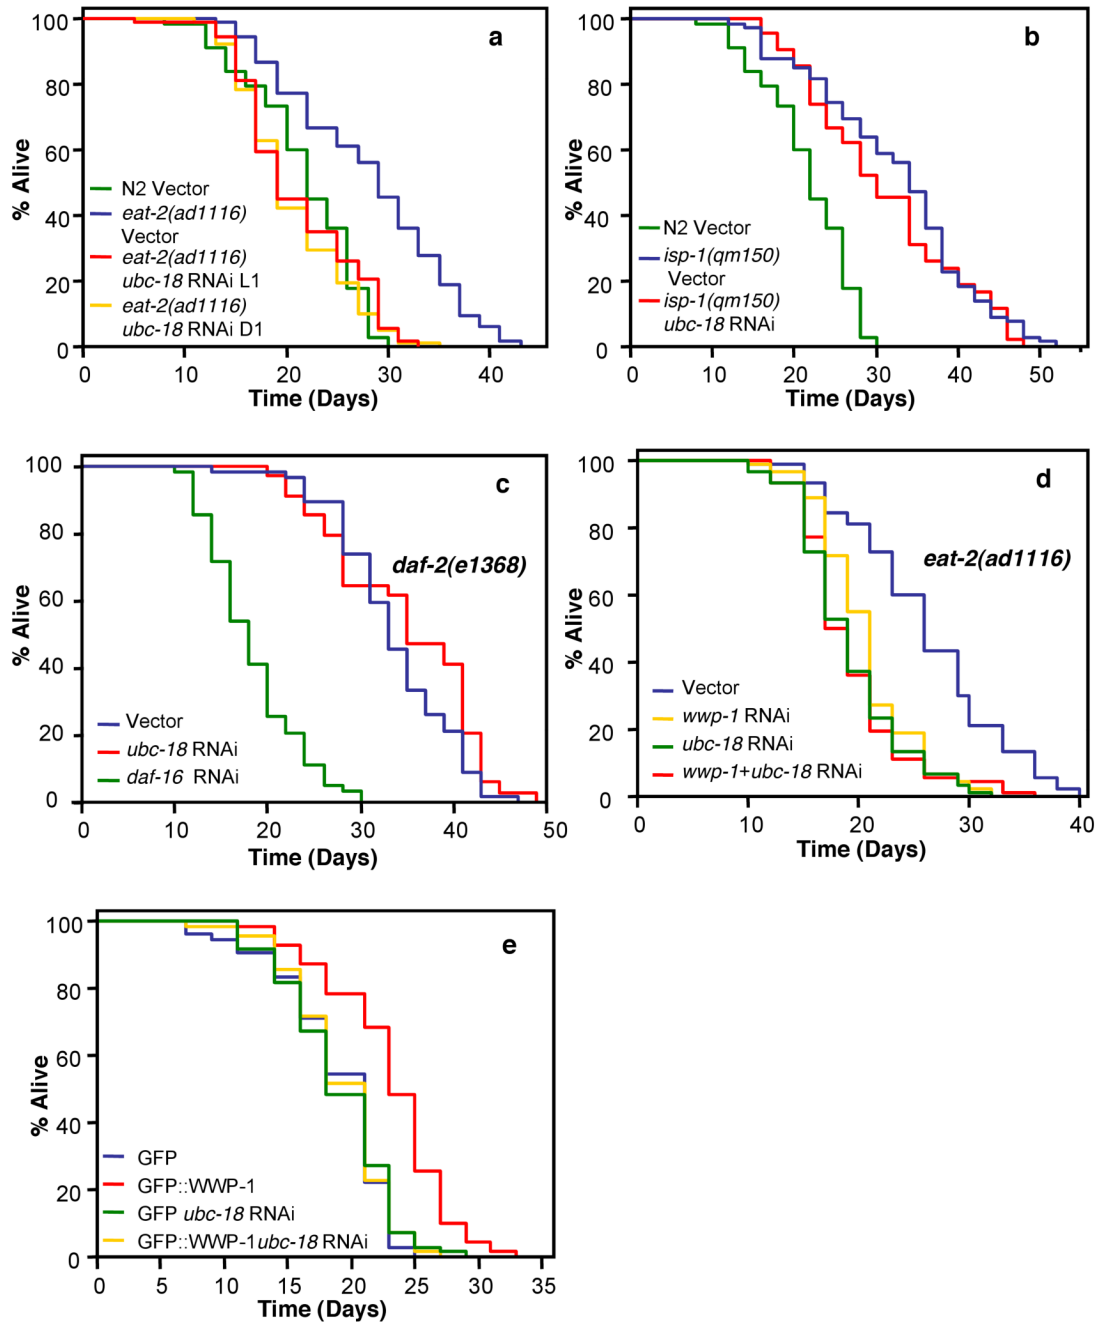 a
% Alive
100
80
60
40
20
0
N2 Vector
eat-2(ad1116)
Vector
eat-2(ad1116)
ubc-18 RNAi L1
eat-2(ad1116)
ubc-18 RNAi D1
0 10 20 30 40
Time (Days)
b
% Alive
100
80
60
40
20
0
N2 Vector
isp-1(qm150)
Vector
isp-1(qm150)
ubc-18 RNAi
0 10 20 30 40 50
Time (Days)
c
% Alive
100
80
60
40
20
0
daf-2(e1368)
Vector
ubc-18 RNAi
daf-16 RNAi
0 10 20 30 40 50
Time (Days)
d
% Alive
100
80
60
40
20
0
eat-2(ad1116)
Vector
wwp-1 RNAi
ubc-18 RNAi
wwp-1+ubc-18 RNAi
0 10 20 30 40
Time (Days)
e
% Alive
100
80
60
40
20
0
GFP
GFP::WWP-1
GFP ubc-18 RNAi
GFP::WWP-1ubc-18 RNAi
0 5 10 15 20 25 30 35
Time (Days)